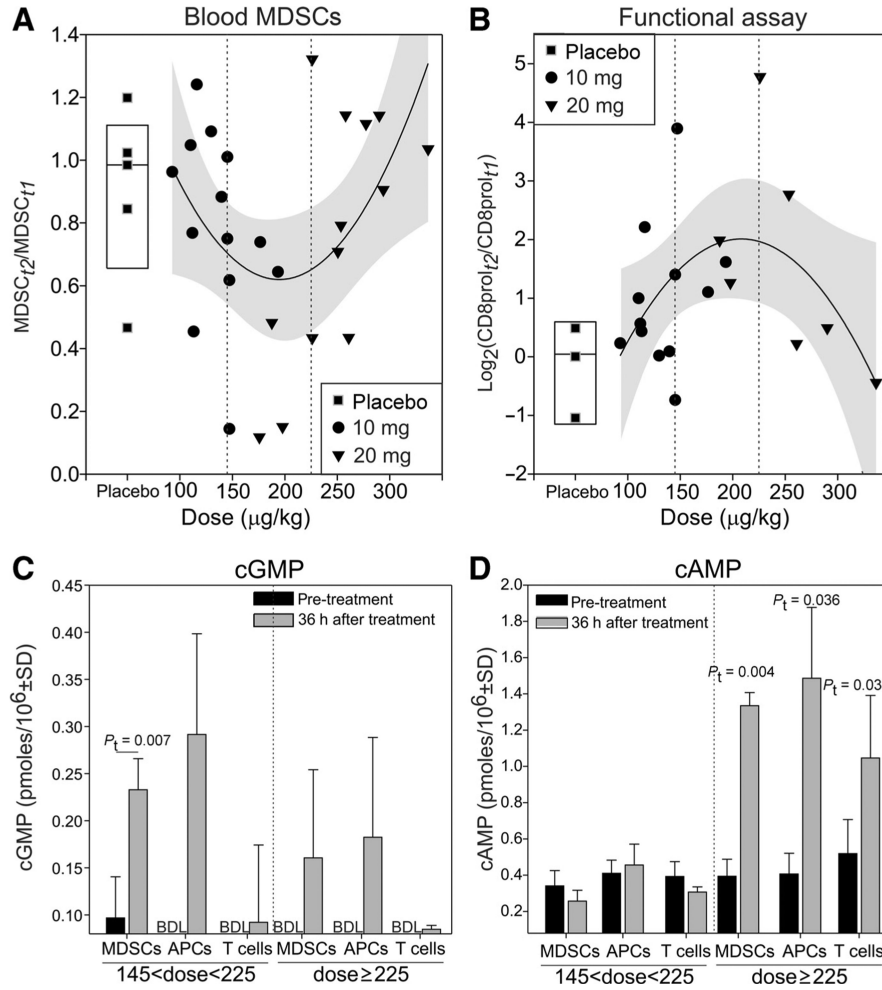 A
Blood MDSCs
MDSCt2/MDSCt1
1.4
1.2
1.0
0.8
0.6
0.4
0.2
0.0
Placebo
10 mg
20 mg
Placebo 100 150 200 250 300
Dose (µg/kg)
B
Functional assay
Log2(CD8prolt2/CD8prolt1)
Placebo
10 mg
20 mg
5
4
3
2
1
0
−1
−2
Placebo 100 150 200 250 300
Dose (µg/kg)
C
cGMP
cGMP (pmoles/10⁶±SD)
0.45
0.40
0.35
0.30
0.25
0.20
0.15
0.10
Pre-treatment
36 h after treatment
Pt = 0.007
BDL BDL BDL BDL BDL
MDSCs APCs T cells MDSCs APCs T cells
145<dose<225 dose≥225
D
cAMP
cAMP (pmoles/10⁶±SD)
2.0
1.8
1.6
1.4
1.2
1.0
0.8
0.6
0.4
0.2
Pre-treatment
36 h after treatment
Pt = 0.004
Pt = 0.036
Pt = 0.03
MDSCs APCs T cells MDSCs APCs T cells
145<dose<225 dose≥225